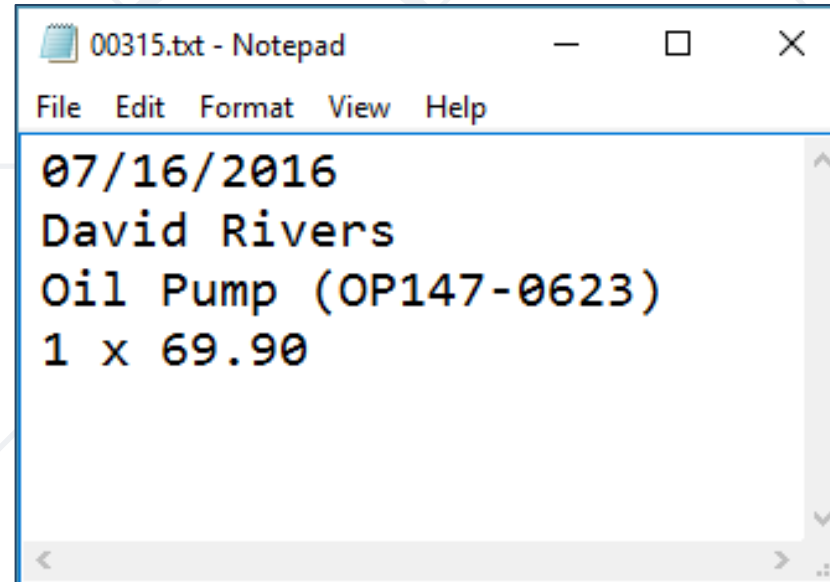 00315.txt - Notepad
File Edit Format View Help
07/16/2016
David Rivers
Oil Pump (OP147-0623)
1 x 69.90